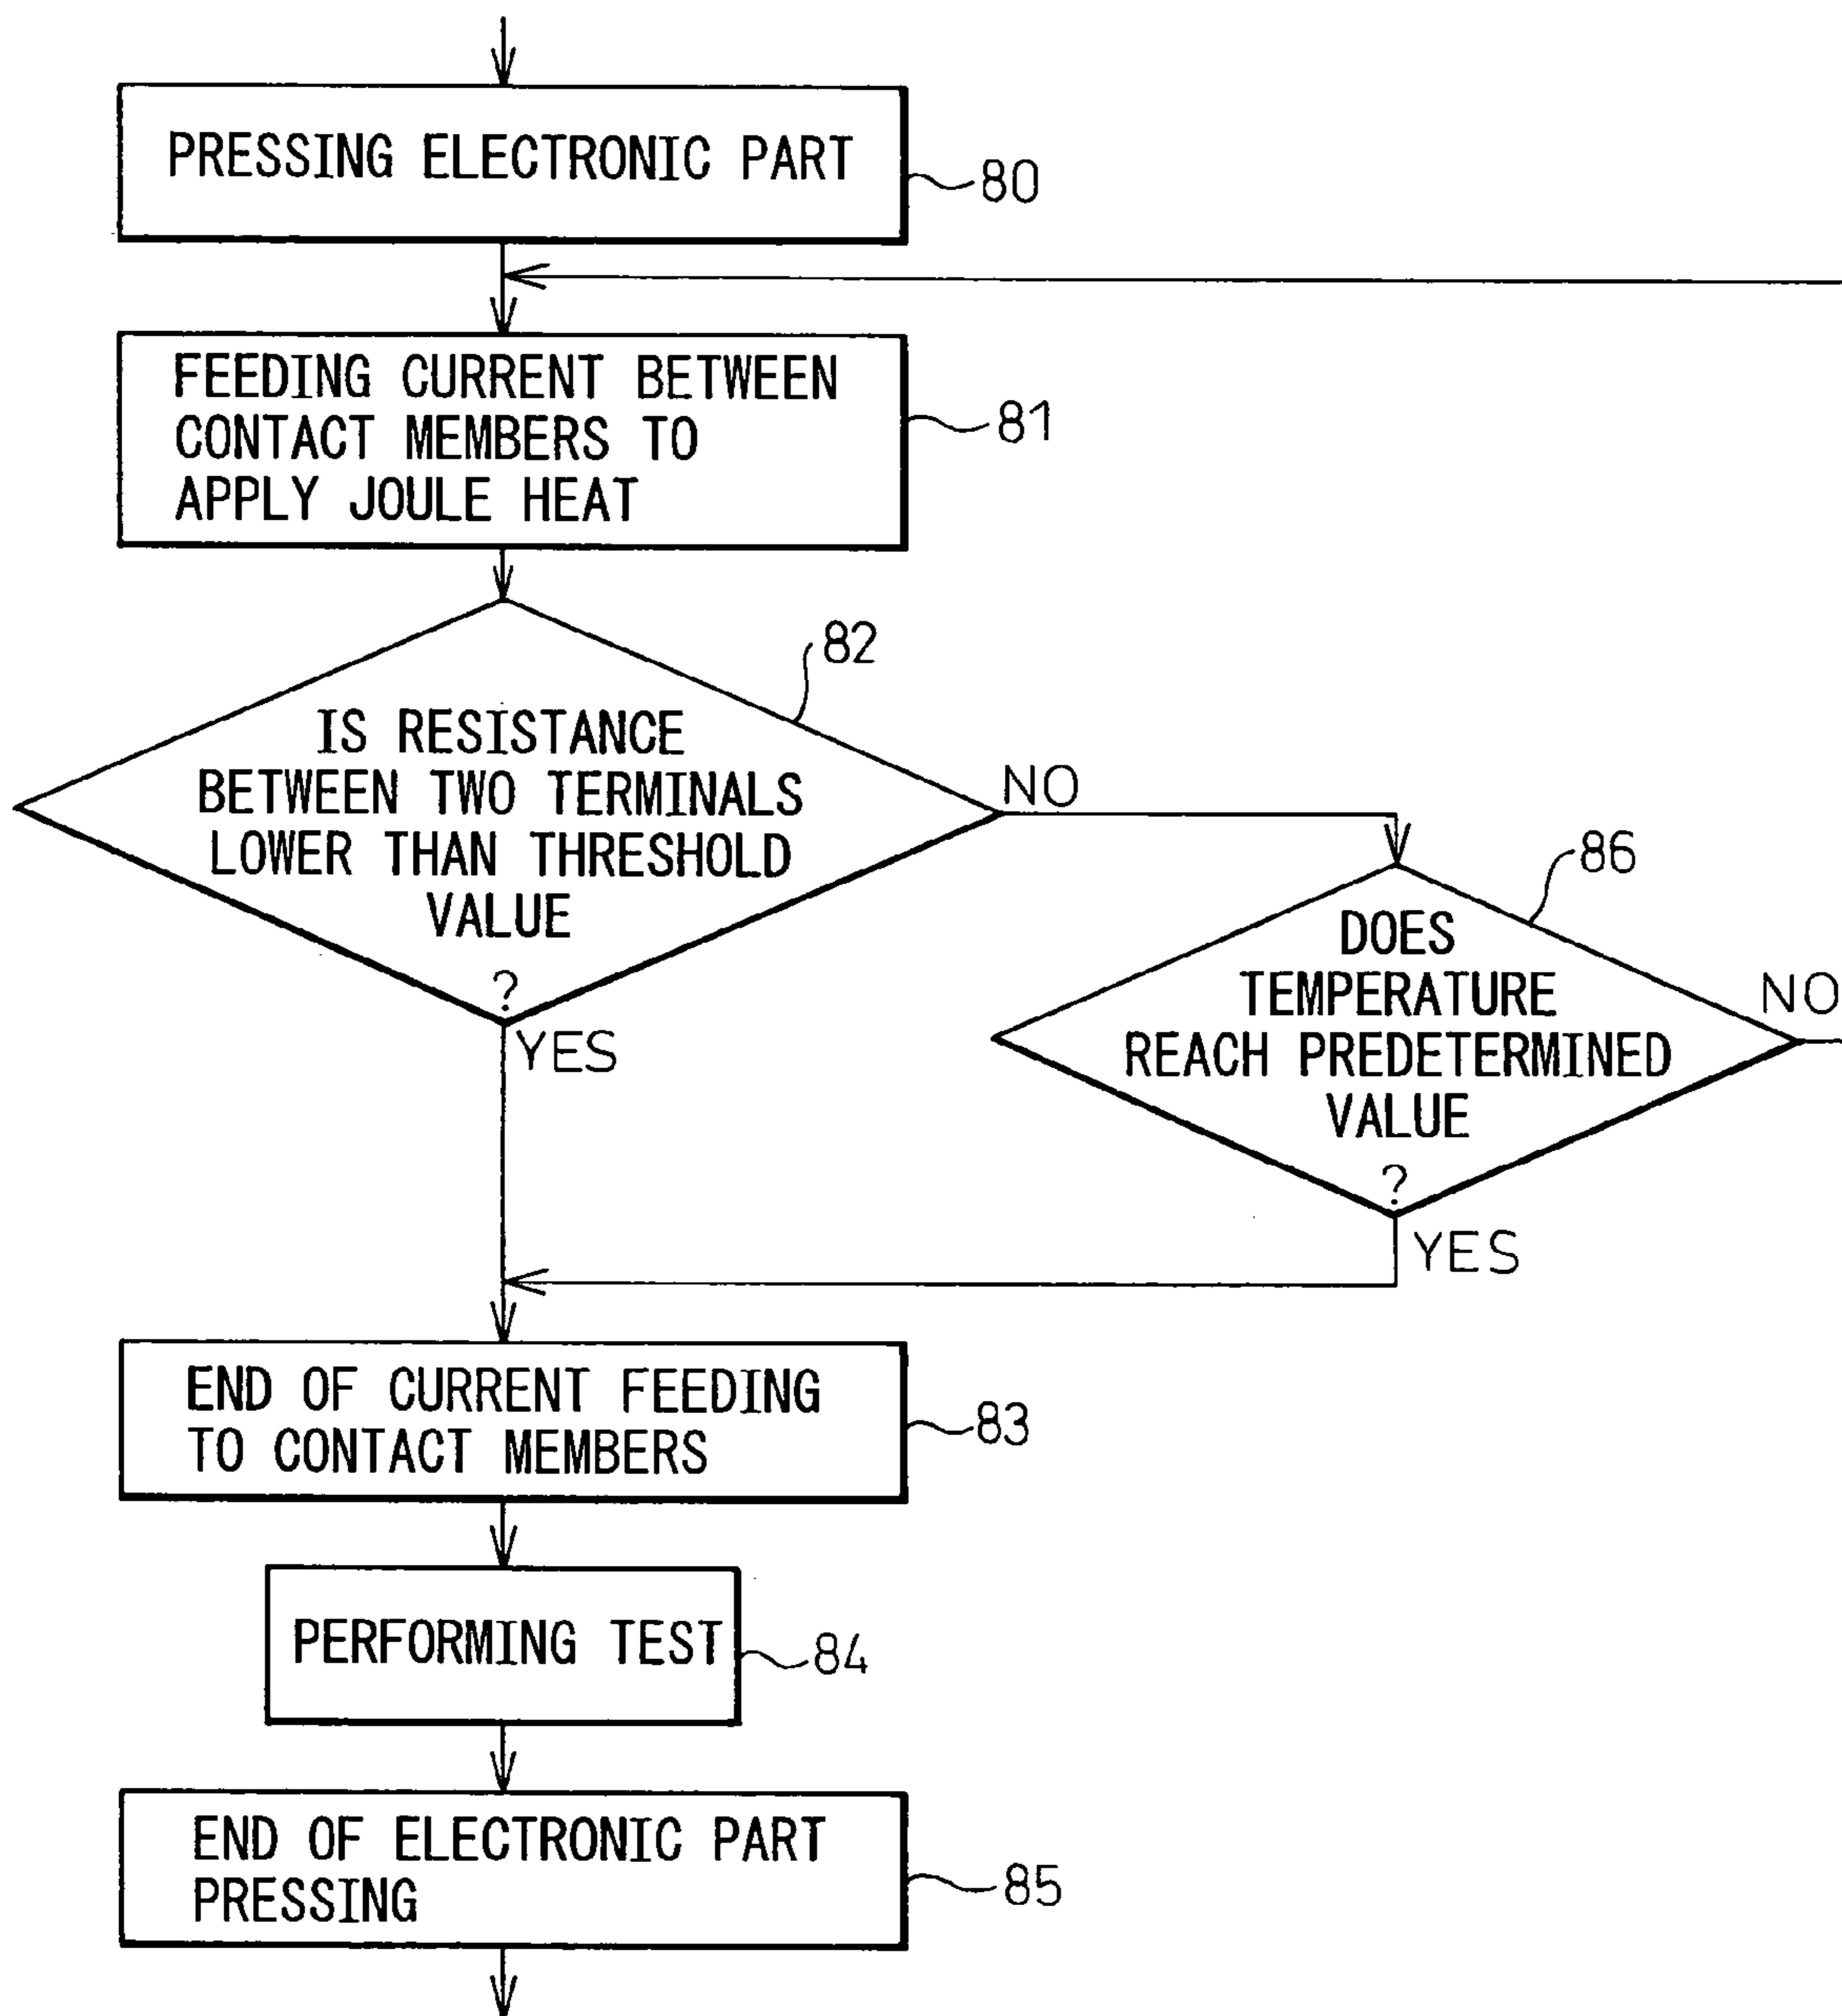 PRESSING ELECTRONIC PART
80
FEEDING CURRENT BETWEEN
CONTACT MEMBERS TO
APPLY JOULE HEAT
81
82
IS RESISTANCE
BETWEEN TWO TERMINALS
LOWER THAN THRESHOLD
VALUE
?
NO
YES
86
DOES
TEMPERATURE
REACH PREDETERMINED
VALUE
?
NO
YES
END OF CURRENT FEEDING
TO CONTACT MEMBERS
83
PERFORMING TEST
84
END OF ELECTRONIC PART
PRESSING
85